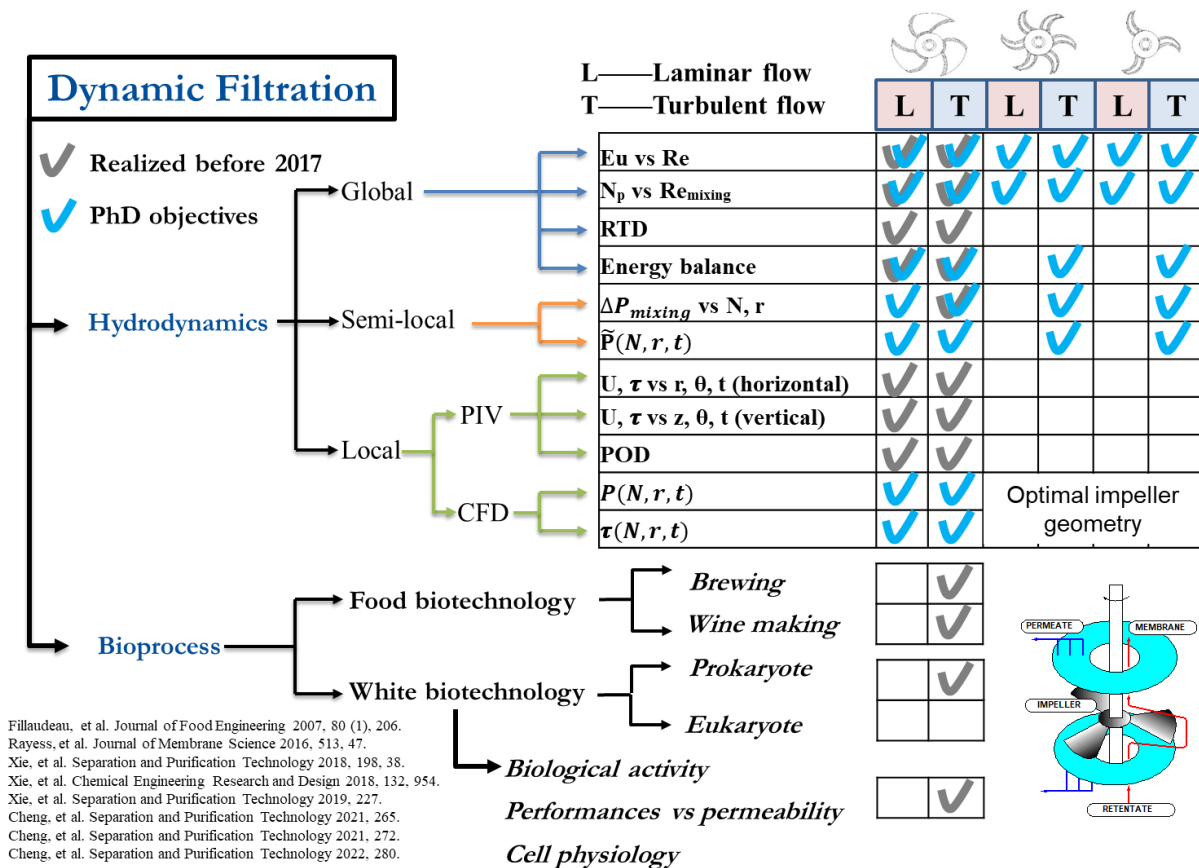 Dynamic Filtration
L——Laminar flow
T——Turbulent flow
L T L T L T
Realized before 2017
PhD objectives
Hydrodynamics
Global
Eu vs Re
Nₚ vs Re_mixing
RTD
Energy balance
Semi-local
ΔP_mixing vs N, r
P̃(N, r, t)
Local
PIV
U, τ vs r, θ, t (horizontal)
U, τ vs z, θ, t (vertical)
POD
CFD
P(N, r, t)
τ(N, r, t)
Optimal impeller
geometry
Bioprocess
Food biotechnology
Brewing
Wine making
White biotechnology
Prokaryote
Eukaryote
Biological activity
Performances vs permeability
Cell physiology
PERMEATE
MEMBRANE
IMPELLER
RETENTATE
Fillaudeau, et al. Journal of Food Engineering 2007, 80 (1), 206.
Rayess, et al. Journal of Membrane Science 2016, 513, 47.
Xie, et al. Separation and Purification Technology 2018, 198, 38.
Xie, et al. Chemical Engineering Research and Design 2018, 132, 954.
Xie, et al. Separation and Purification Technology 2019, 227.
Cheng, et al. Separation and Purification Technology 2021, 265.
Cheng, et al. Separation and Purification Technology 2021, 272.
Cheng, et al. Separation and Purification Technology 2022, 280.